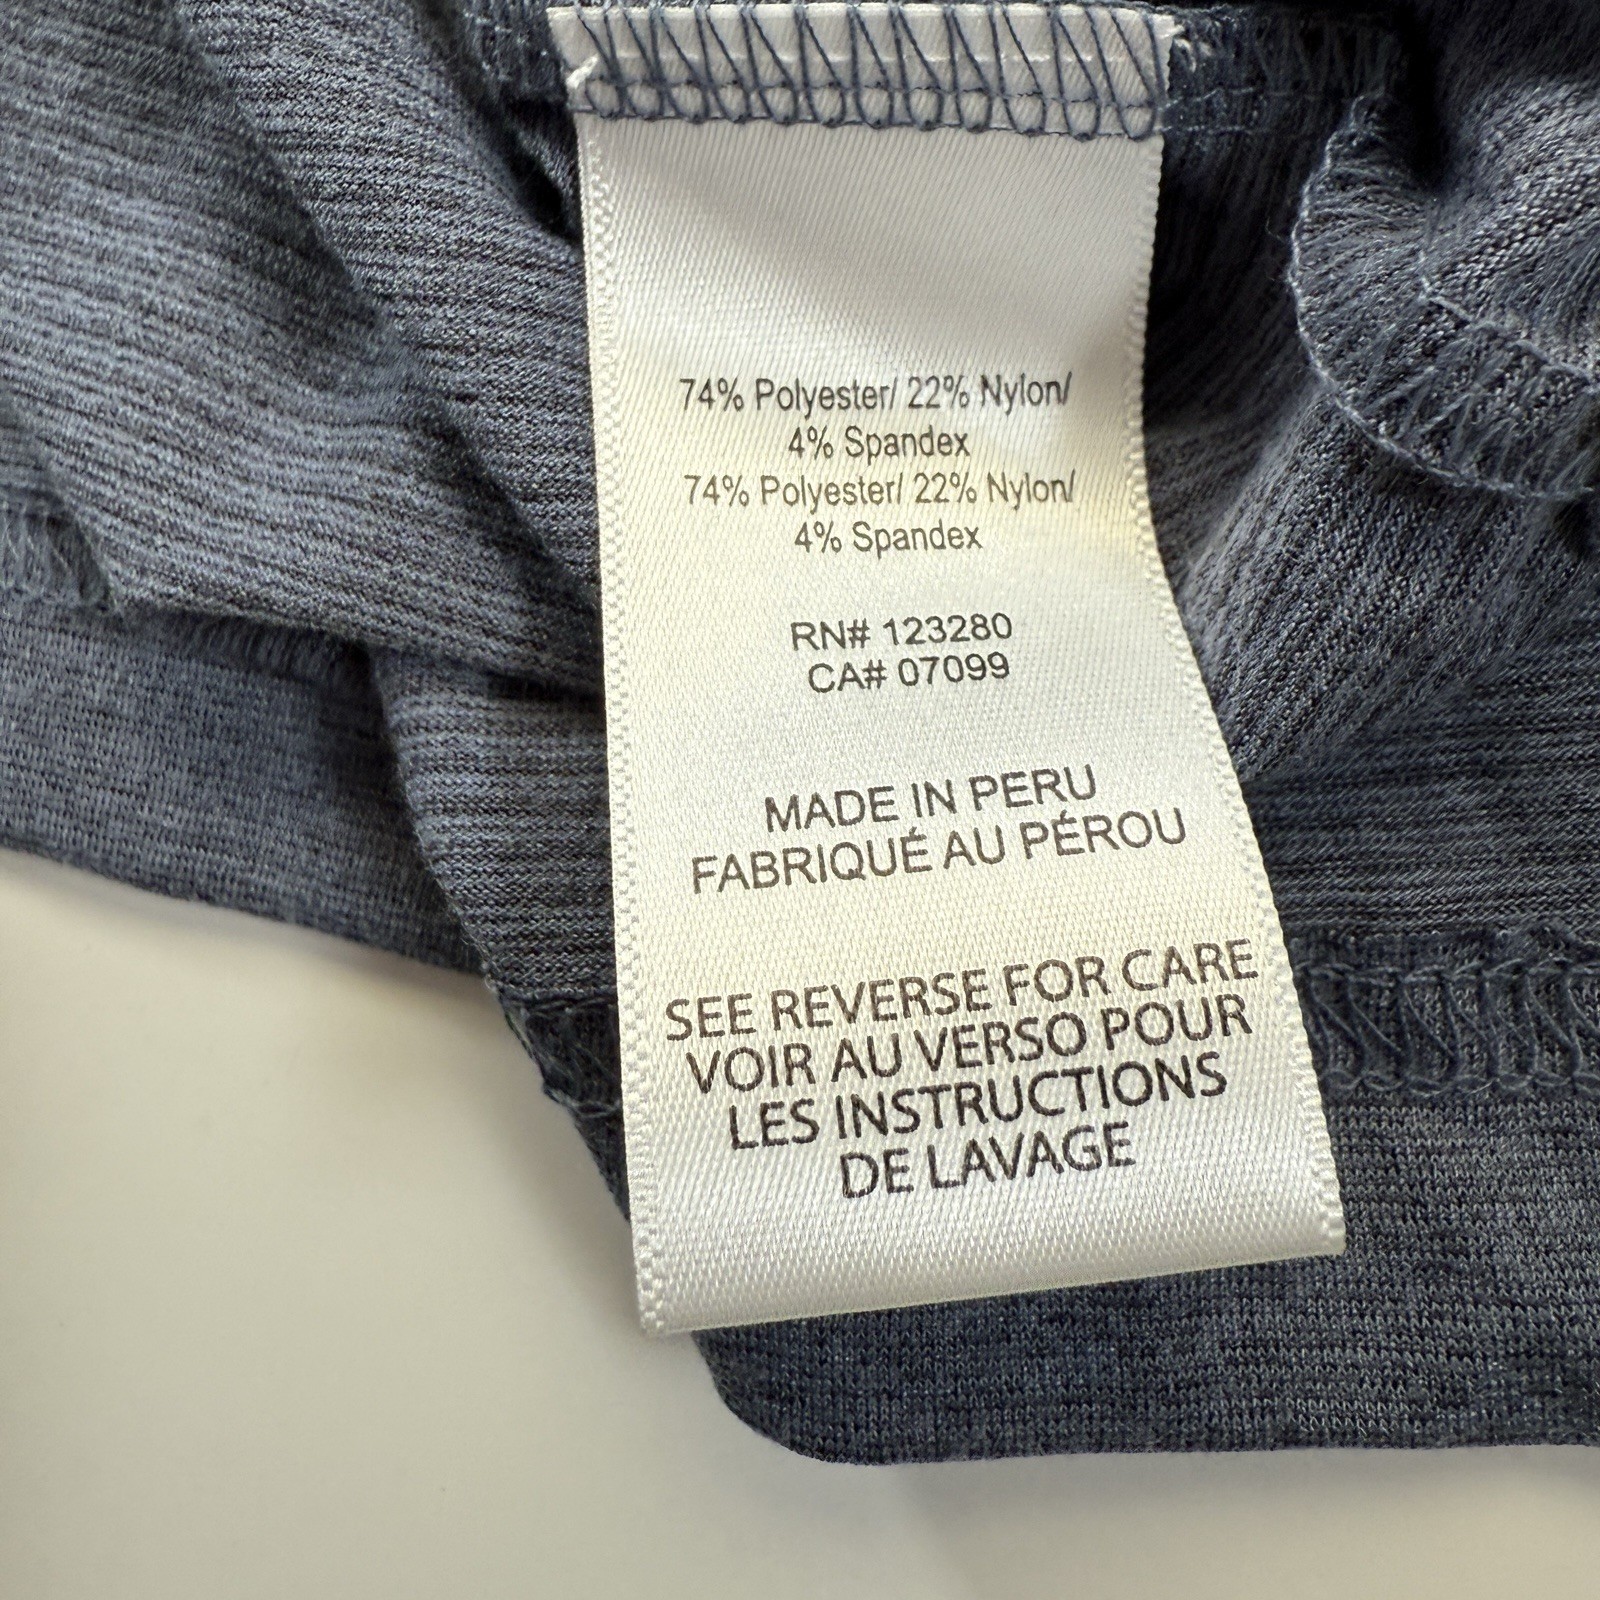 74% Polyester/ 22% Nylon/
4% Spandex
74% Polyester/ 22% Nylon/
4% Spandex
RN# 123280
CA# 07099
MADE IN PERU
FABRIQUÉ AU PÉROU
SEE REVERSE FOR CARE
VOIR AU VERSO POUR
LES INSTRUCTIONS
DE LAVAGE